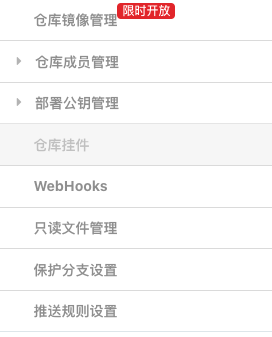 仓库镜像管理 限时开放
仓库成员管理
部署公钥管理
仓库挂件
WebHooks
只读文件管理
保护分支设置
推送规则设置